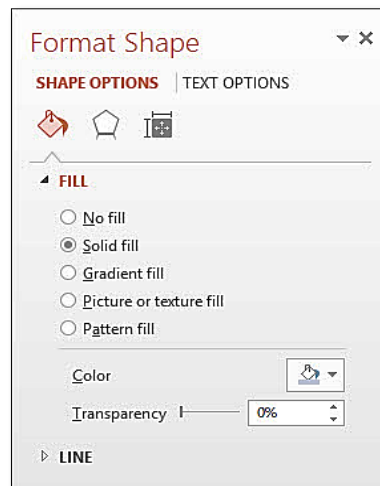 Format Shape
SHAPE OPTIONS TEXT OPTIONS
FILL
No fill
Solid fill
Gradient fill
Picture or texture fill
Pattern fill
Color
Transparency 0%
LINE